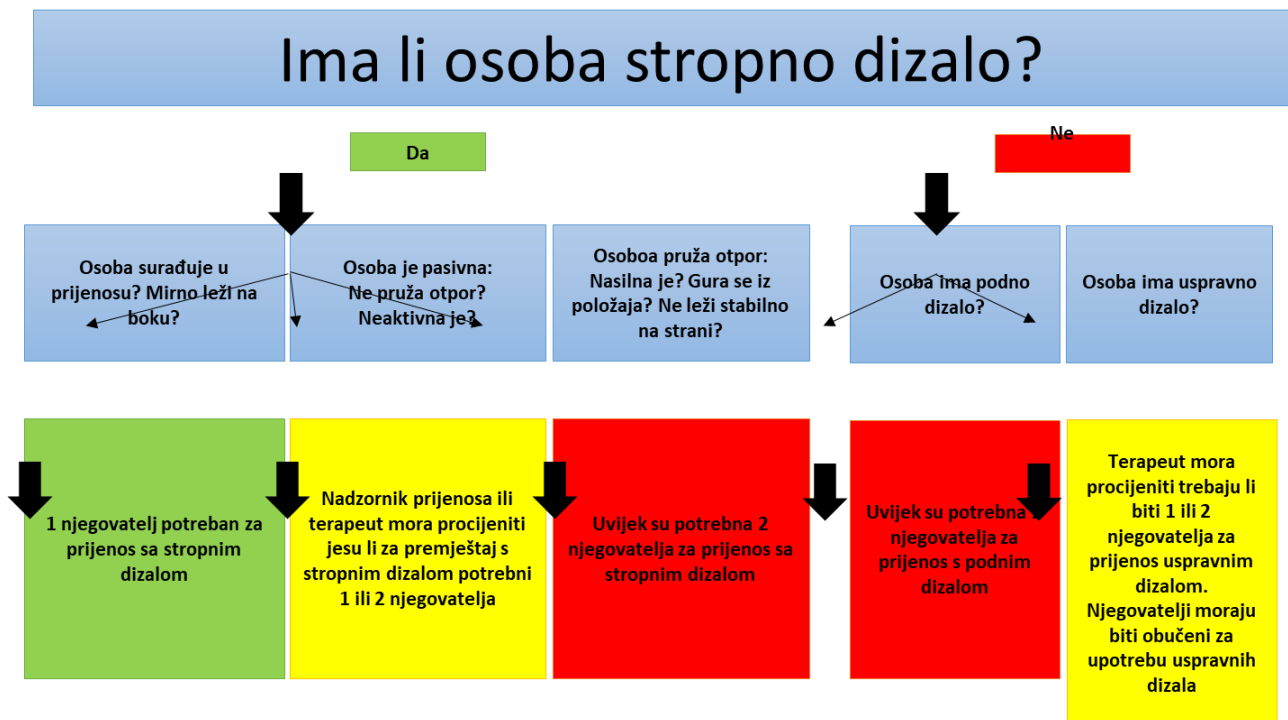 Ima li osoba stropno dizalo?
Da
Ne
Osoba surađuje u
prijenosu? Mirno leži na
boku?
Osoba je pasivna:
Ne pruža otpor?
Neaktivna je?
Osoboa pruža otpor:
Nasilna je? Gura se iz
položaja? Ne leži stabilno
na strani?
Osoba ima podno
dizalo?
Osoba ima uspravno
dizalo?
1 njegovatelj potreban za
prijenos sa stropnim
dizalom
Nadzornik prijenosa ili
terapeut mora procijeniti
jesu li za premještaj s
stropnim dizalom potrebni
1 ili 2 njegovatelja
Uvijek su potrebna 2
njegovatelja za prijenos sa
stropnim dizalom
Uvijek su potrebna
njegovatelja za
prijenos s podnim
dizalom
Terapeut mora
procijeniti trebaju li
biti 1 ili 2
njegovatelja za
prijenos uspravnim
dizalom.
Njegovatelji moraju
biti obučeni za
upotrebu uspravnih
dizala